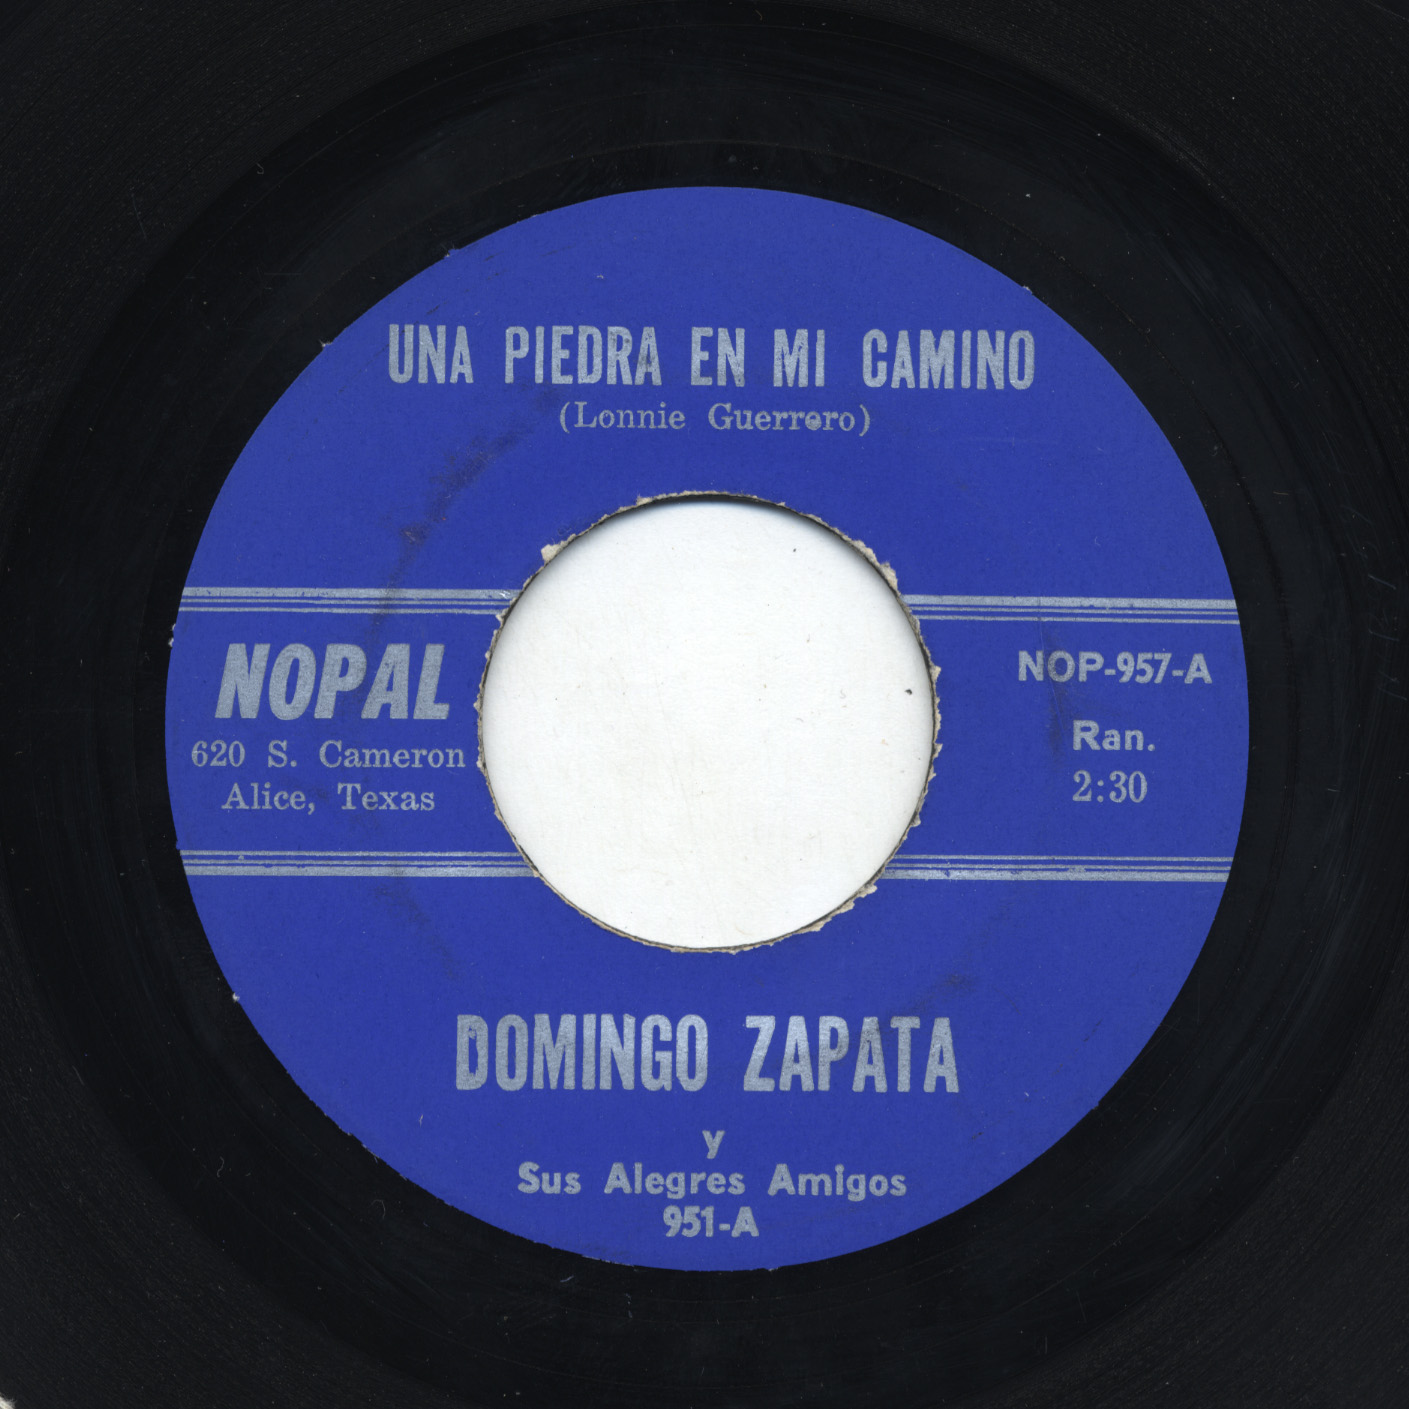 UNA PIEDRA EN MI CAMINO
(Lonnie Guerrero)
NOPAL
620 S. Cameron
Alice, Texas
NOP-957-A
Ran.
2:30
DOMINGO ZAPATA
y
Sus Alegres Amigos
951-A